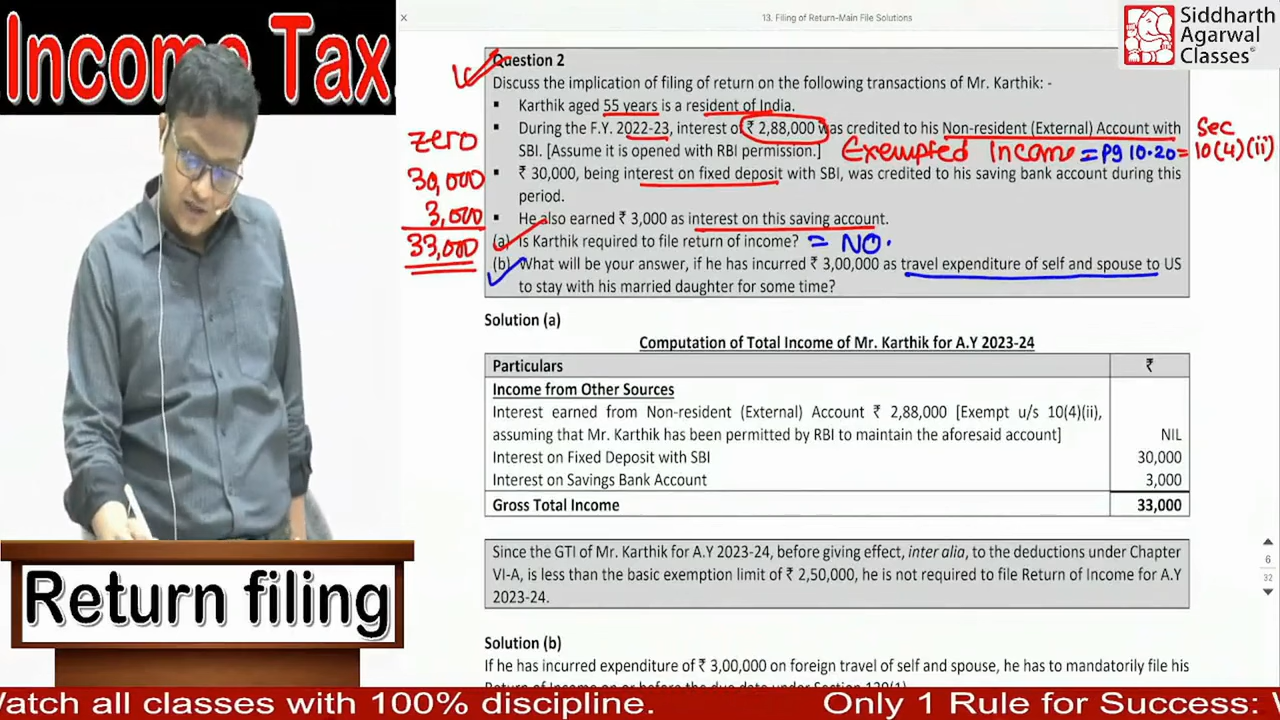 Income Tax
13. Filing of Return-Main File Solutions
Siddharth
Agarwal
Classes
Question 2
Discuss the implication of filing of return on the following transactions of Mr. Karthik: -
▪ Karthik aged 55 years is a resident of India.
▪ During the F.Y. 2022-23, interest of ₹ 2,88,000 was credited to his Non-resident (External) Account with
SBI. [Assume it is opened with RBI permission.]
Exempted Income = Pg 10.20 = Sec
10(4)(ii)
▪ ₹ 30,000, being interest on fixed deposit with SBI, was credited to his saving bank account during this
period.
▪ He also earned ₹ 3,000 as interest on this saving account.
zero
30,000
3,000
33,000
(a) Is Karthik required to file return of income? = NO.
(b) What will be your answer, if he has incurred ₹ 3,00,000 as travel expenditure of self and spouse to US
to stay with his married daughter for some time?
Solution (a)
Computation of Total Income of Mr. Karthik for A.Y 2023-24
Particulars ₹
Income from Other Sources
Interest earned from Non-resident (External) Account ₹ 2,88,000 [Exempt u/s 10(4)(ii),
assuming that Mr. Karthik has been permitted by RBI to maintain the aforesaid account] NIL
Interest on Fixed Deposit with SBI 30,000
Interest on Savings Bank Account 3,000
Gross Total Income 33,000
Since the GTI of Mr. Karthik for A.Y 2023-24, before giving effect, inter alia, to the deductions under Chapter
VI-A, is less than the basic exemption limit of ₹ 2,50,000, he is not required to file Return of Income for A.Y
2023-24.
6
32
Solution (b)
If he has incurred expenditure of ₹ 3,00,000 on foreign travel of self and spouse, he has to mandatorily file his
Return of Income on or before the due date under Section 139(1).
Return filing
Watch all classes with 100% discipline. Only 1 Rule for Success: